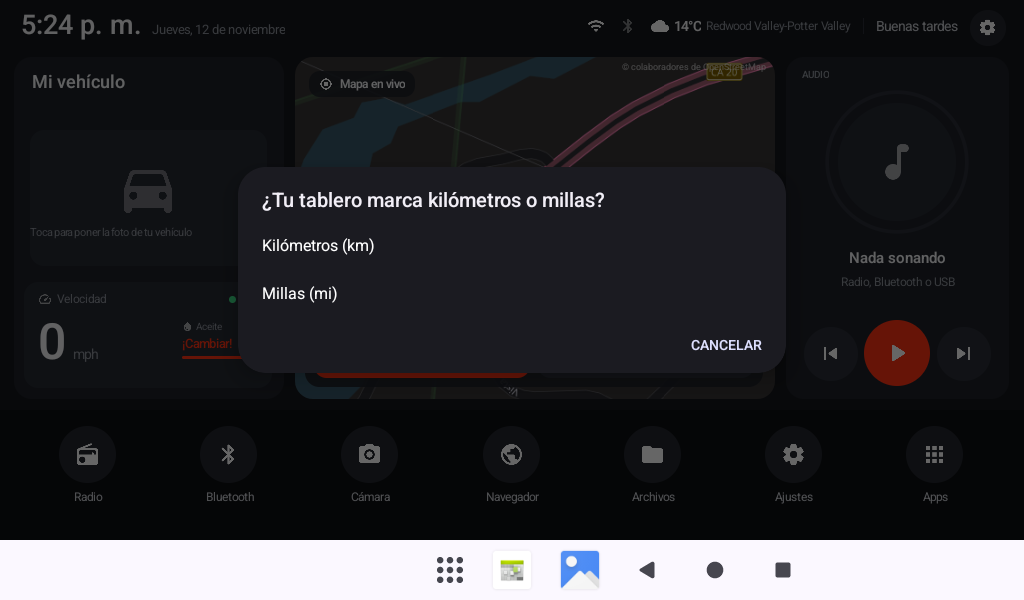 5:24 p. m.
Jueves, 12 de noviembre
14°C Redwood Valley-Potter Valley
Buenas tardes
Mi vehículo
Toca para poner la foto de tu vehículo
Velocidad
0 mph
Aceite
¡Cambiar!
Mapa en vivo
© colaboradores de OpenStreetMap
CA 20
¿Tu tablero marca kilómetros o millas?
Kilómetros (km)
Millas (mi)
CANCELAR
AUDIO
Nada sonando
Radio, Bluetooth o USB
Radio
Bluetooth
Cámara
Navegador
Archivos
Ajustes
Apps